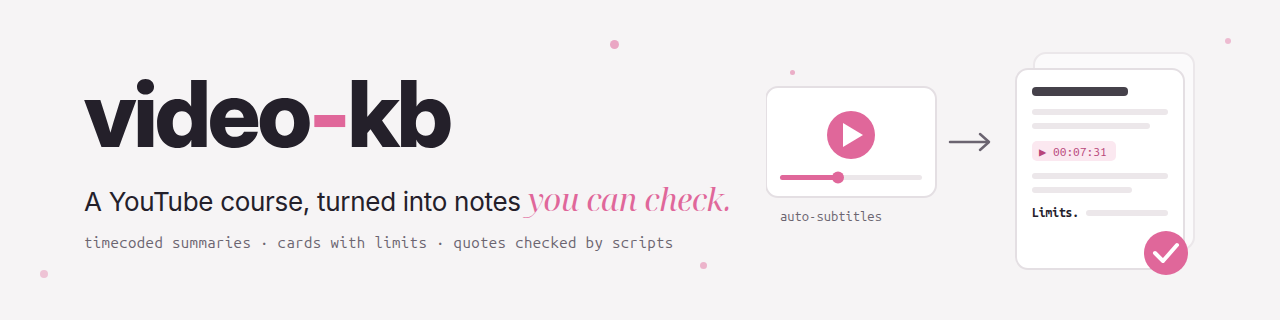 video-kb
A YouTube course, turned into notes you can check.
timecoded summaries · cards with limits · quotes checked by scripts
auto-subtitles
▶ 00:07:31
Limits.